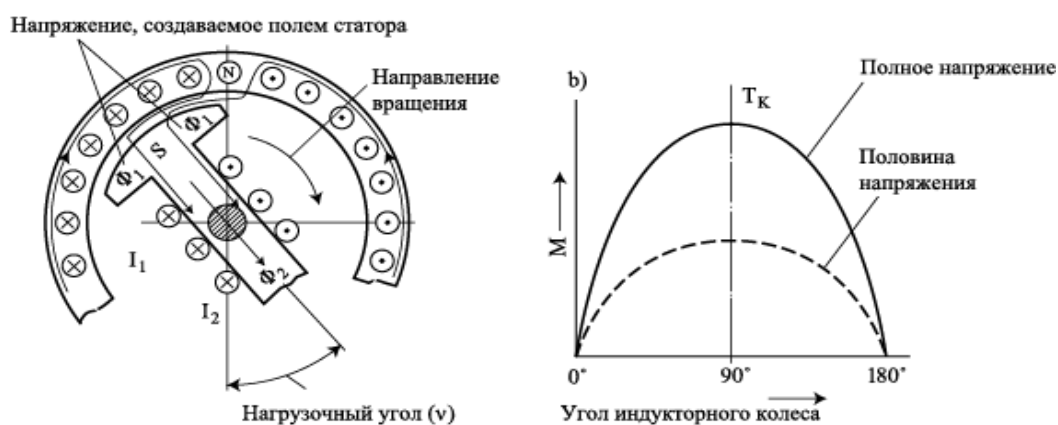 Напряжение, создаваемое полем статора
Направление
вращения
N
Φ1
S
Φ1
Φ2
I1
I2
Нагрузочный угол (ν)
b)
TK
Полное напряжение
Половина
напряжения
M
0° 90° 180°
Угол индукторного колеса